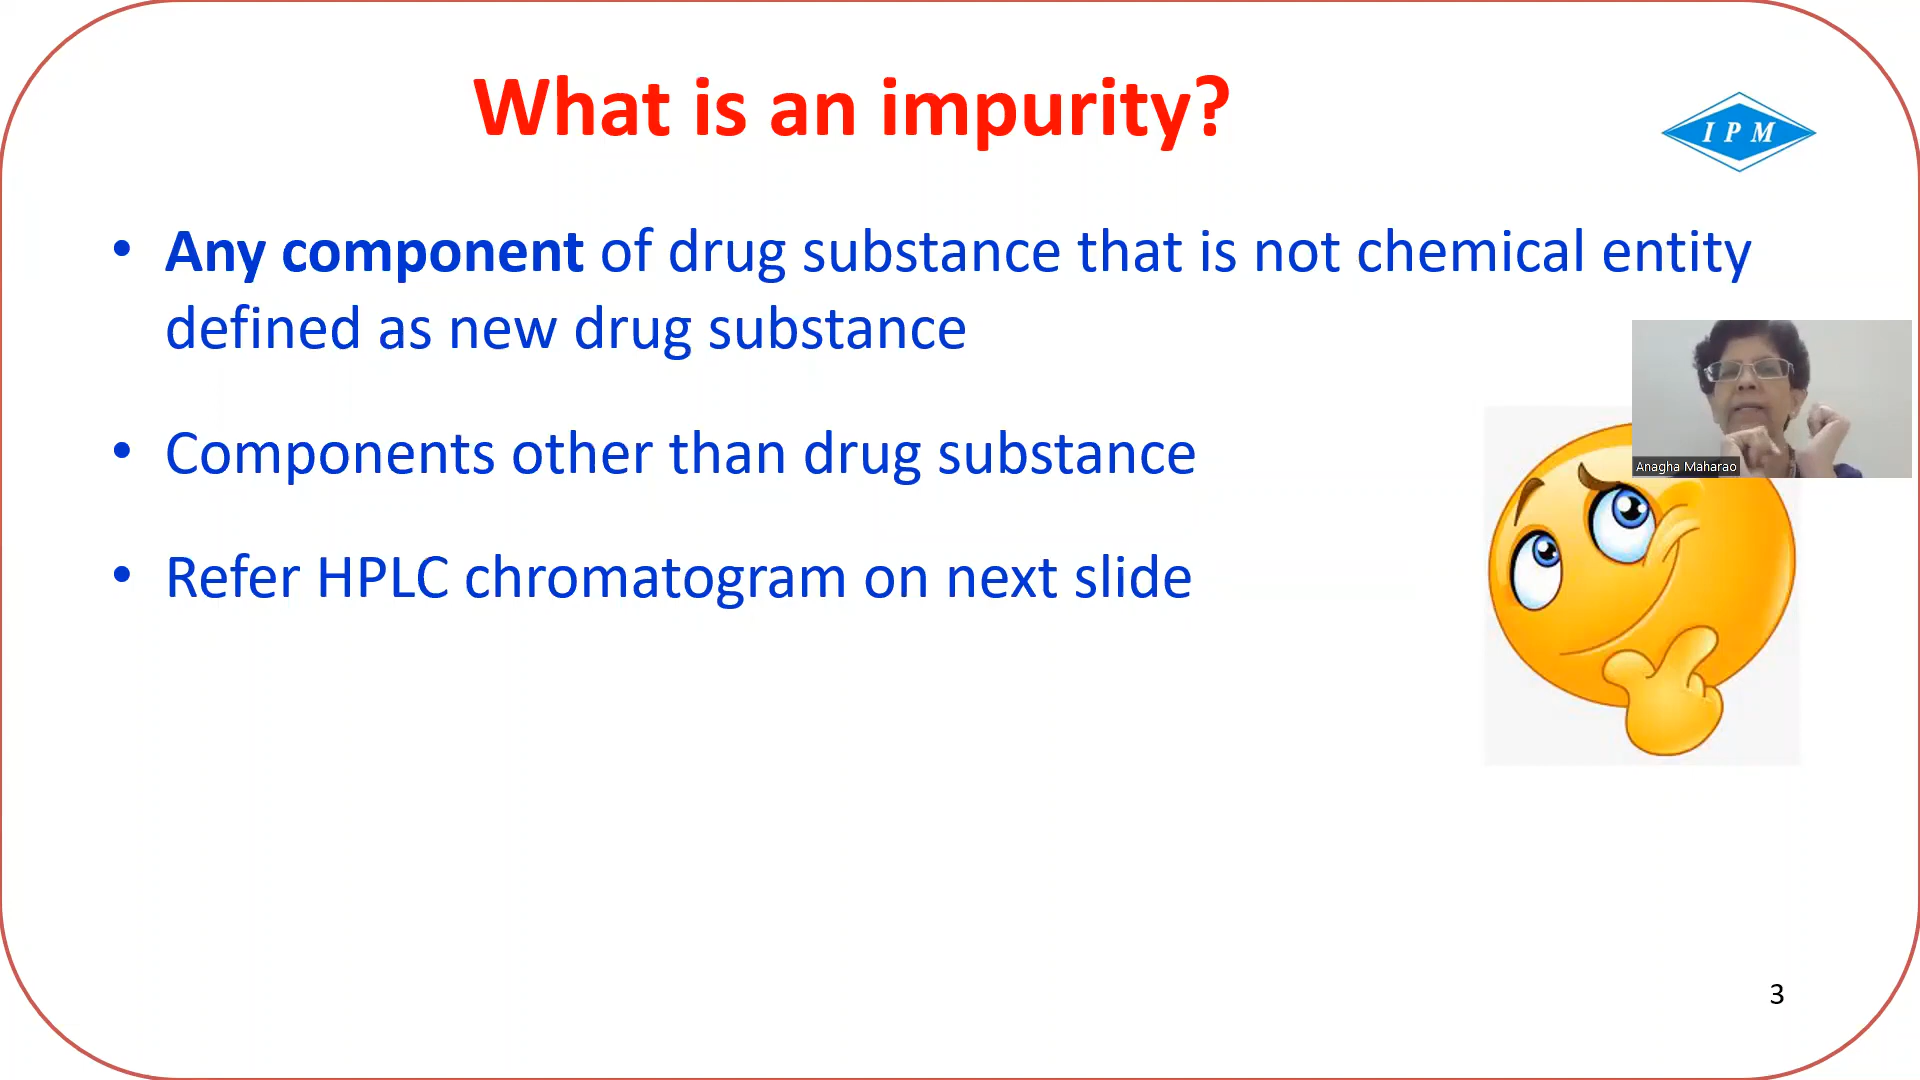 What is an impurity?
IPM
• Any component of drug substance that is not chemical entity
defined as new drug substance
• Components other than drug substance
• Refer HPLC chromatogram on next slide
Anagha Maharao
3